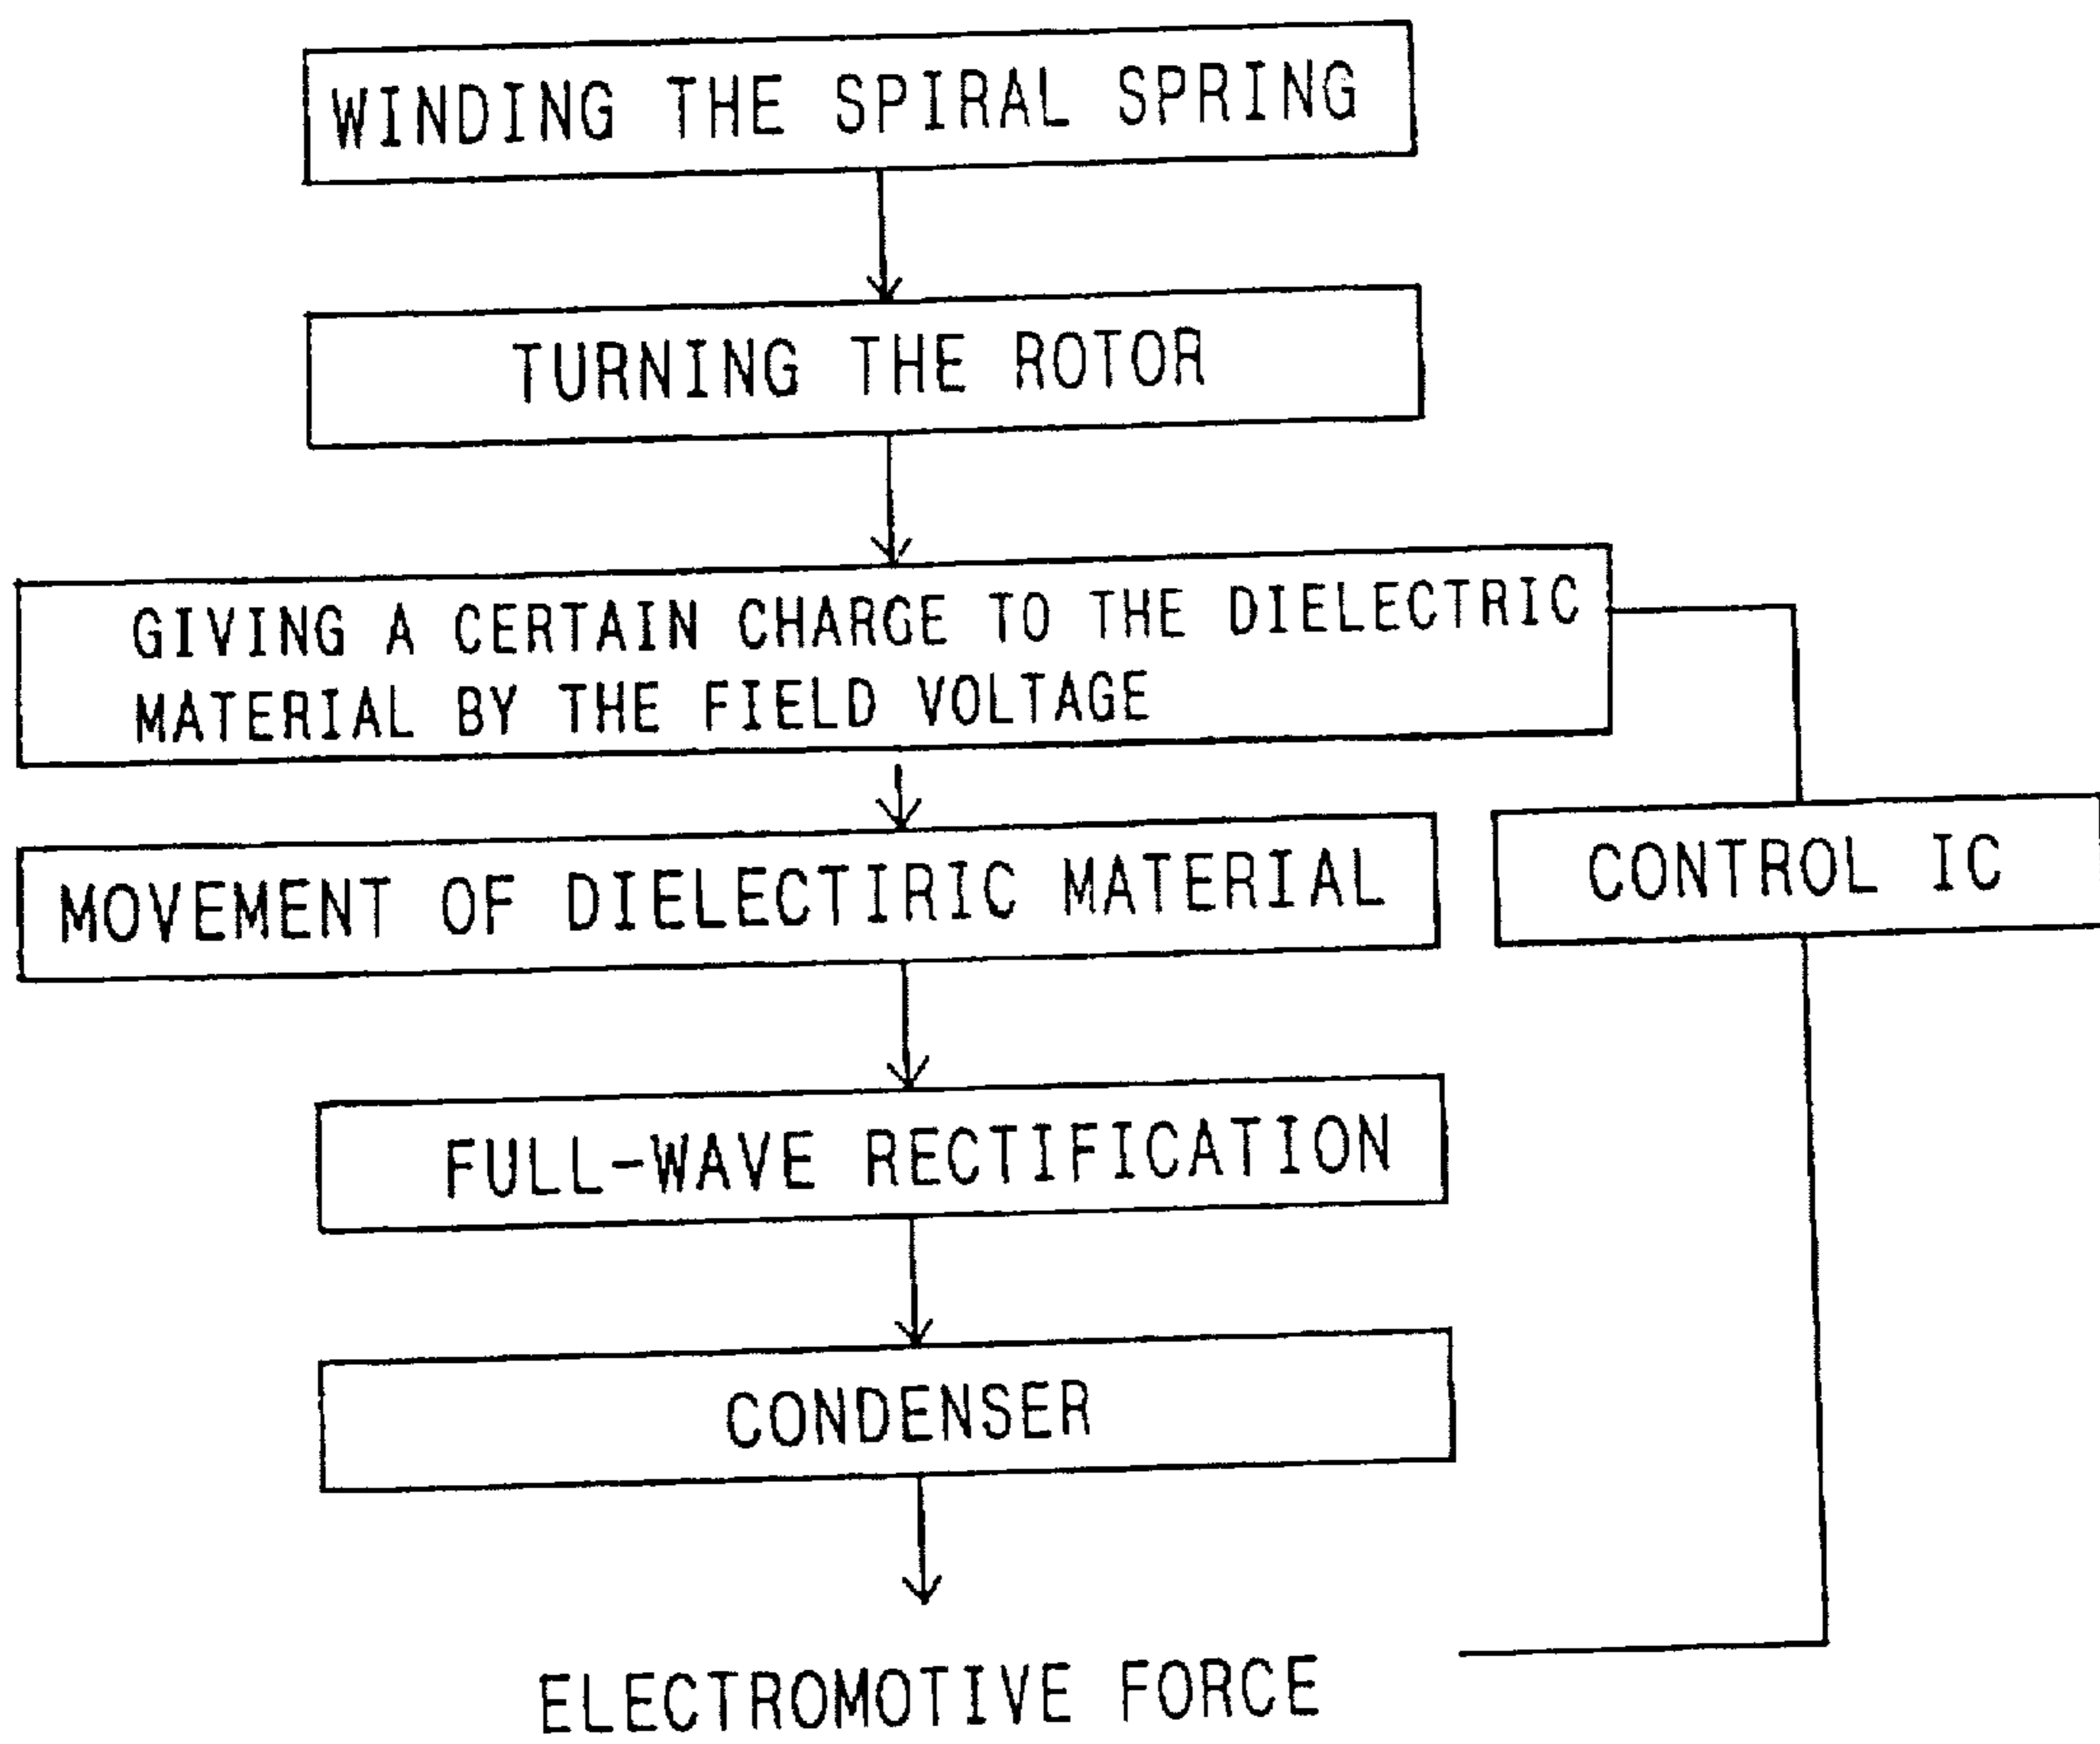 WINDING THE SPIRAL SPRING
TURNING THE ROTOR
GIVING A CERTAIN CHARGE TO THE DIELECTRIC
MATERIAL BY THE FIELD VOLTAGE
MOVEMENT OF DIELECTIRIC MATERIAL
CONTROL IC
FULL-WAVE RECTIFICATION
CONDENSER
ELECTROMOTIVE FORCE